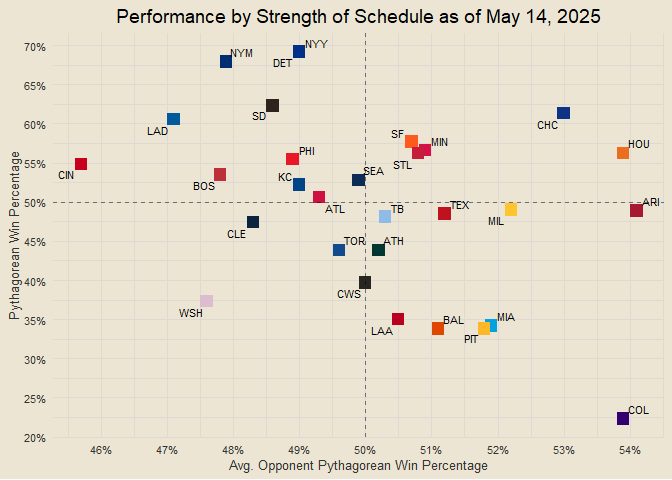 Performance by Strength of Schedule as of May 14, 2025
70%
NYM
NYY
DET
65%
SD
LAD
60%
CHC
SF
MIN
HOU
PHI
STL
55%
CIN
BOS
KC
SEA
50%
ATL
TB
TEX
MIL
ARI
CLE
45%
TOR
ATH
40%
CWS
WSH
35%
LAA
BAL
PIT
MIA
30%
25%
COL
20%
46%
47%
48%
49%
50%
51%
52%
53%
54%
Avg. Opponent Pythagorean Win Percentage
Pythagorean Win Percentage